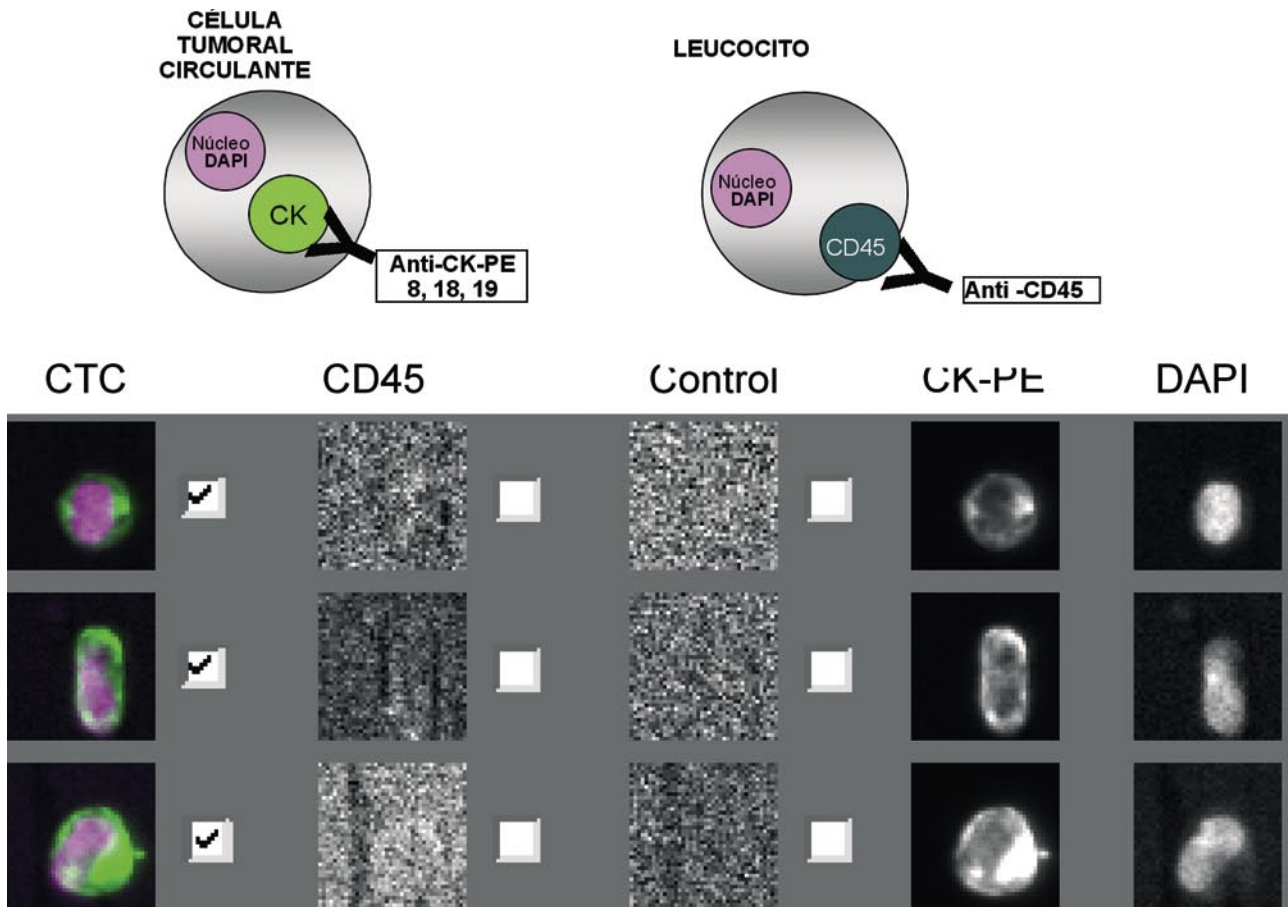 CÉLULA
TUMORAL
CIRCULANTE
LEUCOCITO
Núcleo
DAPI
CK
Anti-CK-PE
8, 18, 19
Núcleo
DAPI
CD45
Anti -CD45
CTC
CD45
Control
CK-PE
DAPI